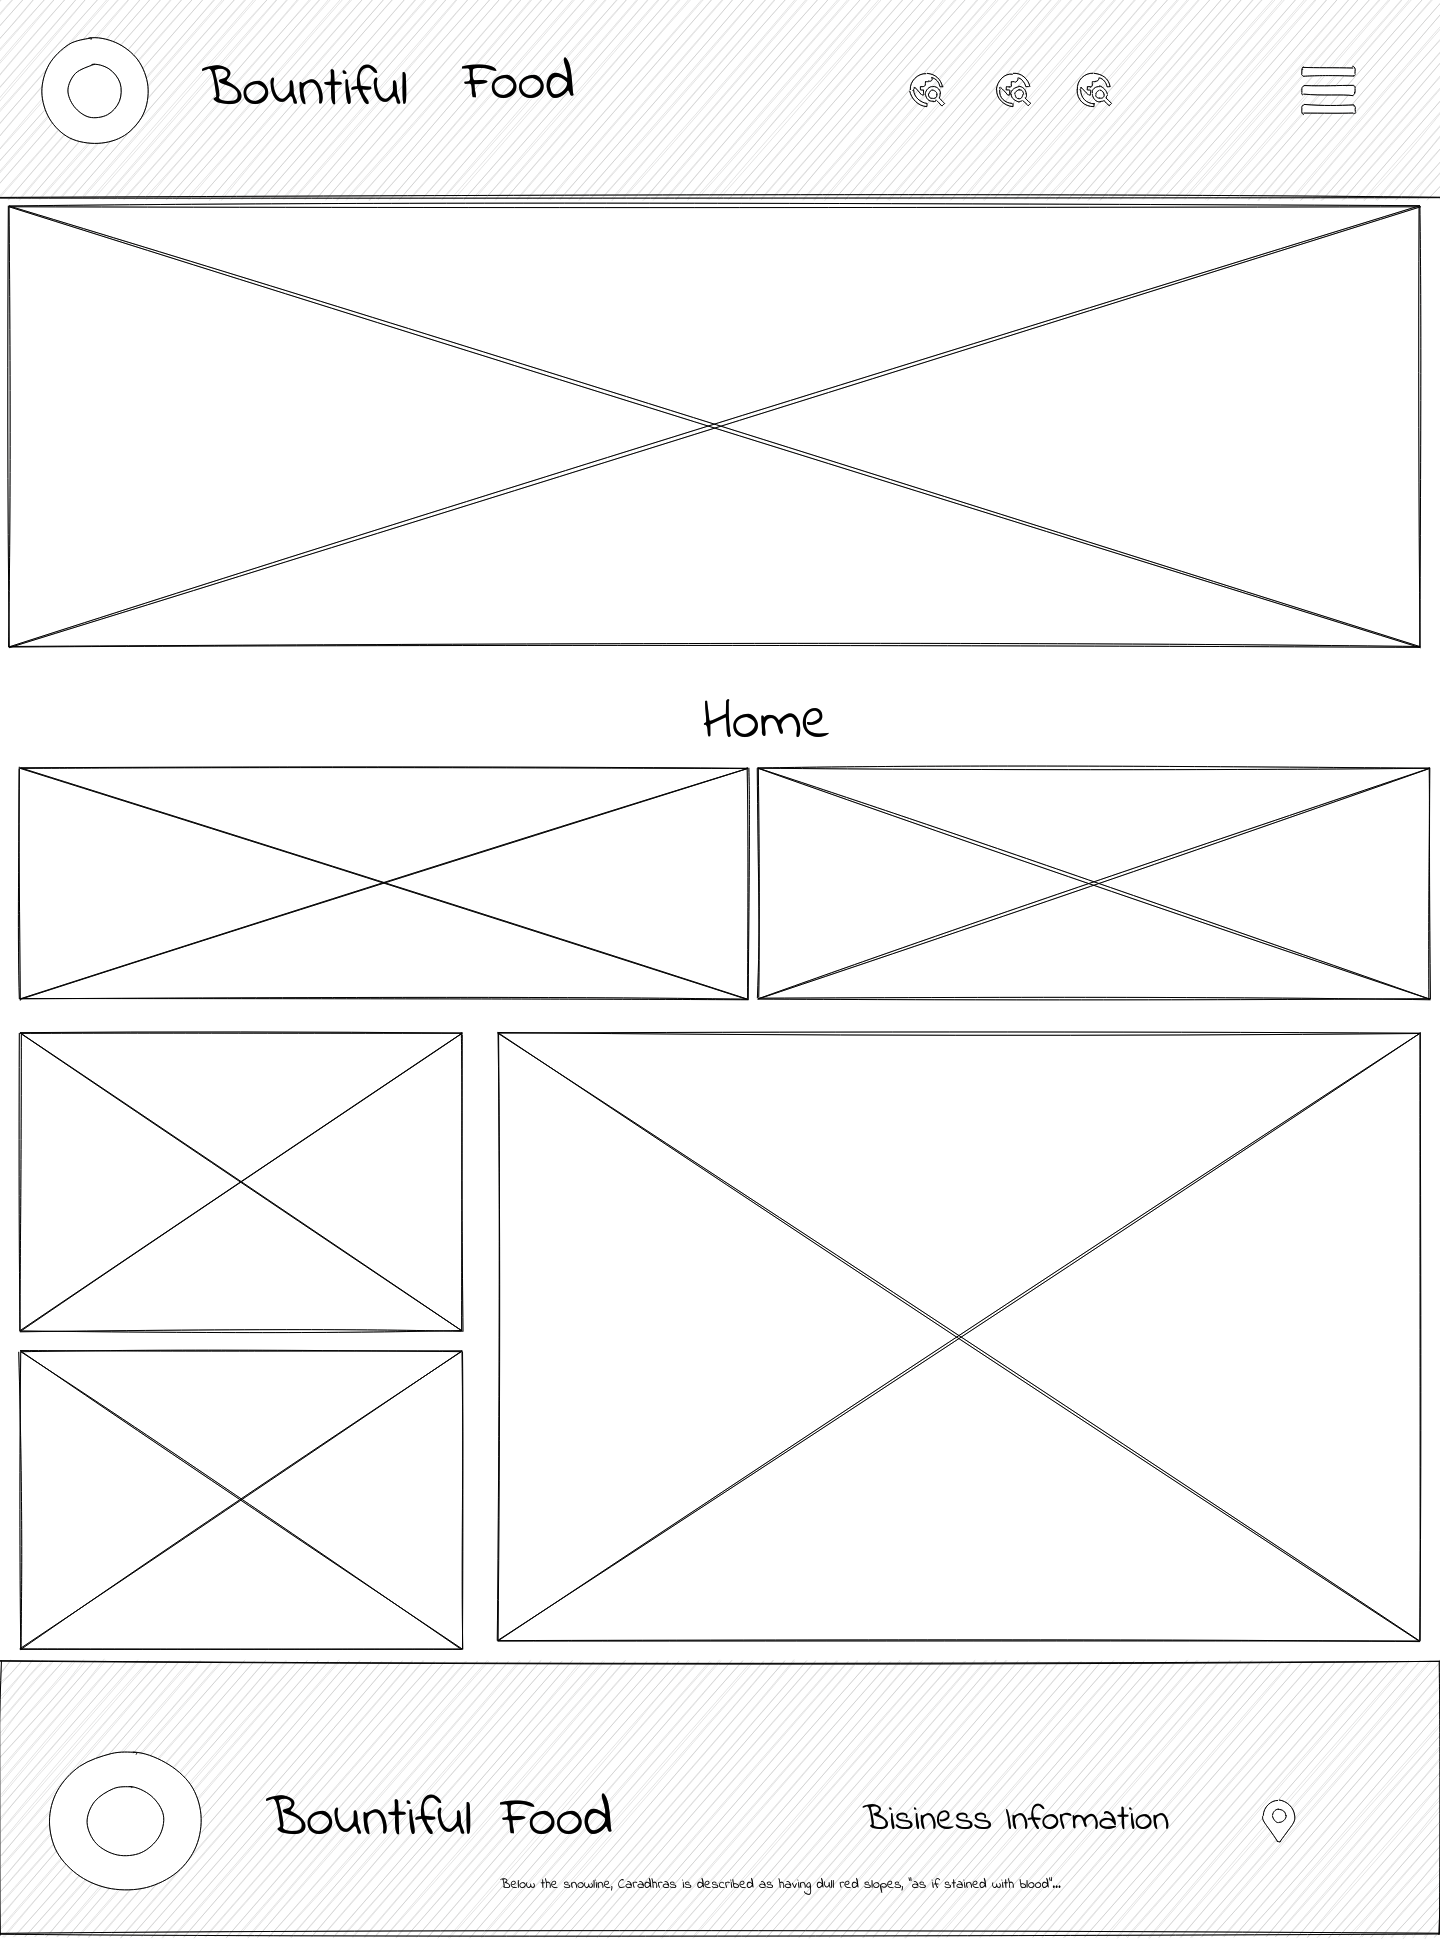 Bountiful Food
Home
Bountiful Food
Bisiness Information
Below the snowline, Caradhras is described as having dull red slopes, "as if stained with blood"...